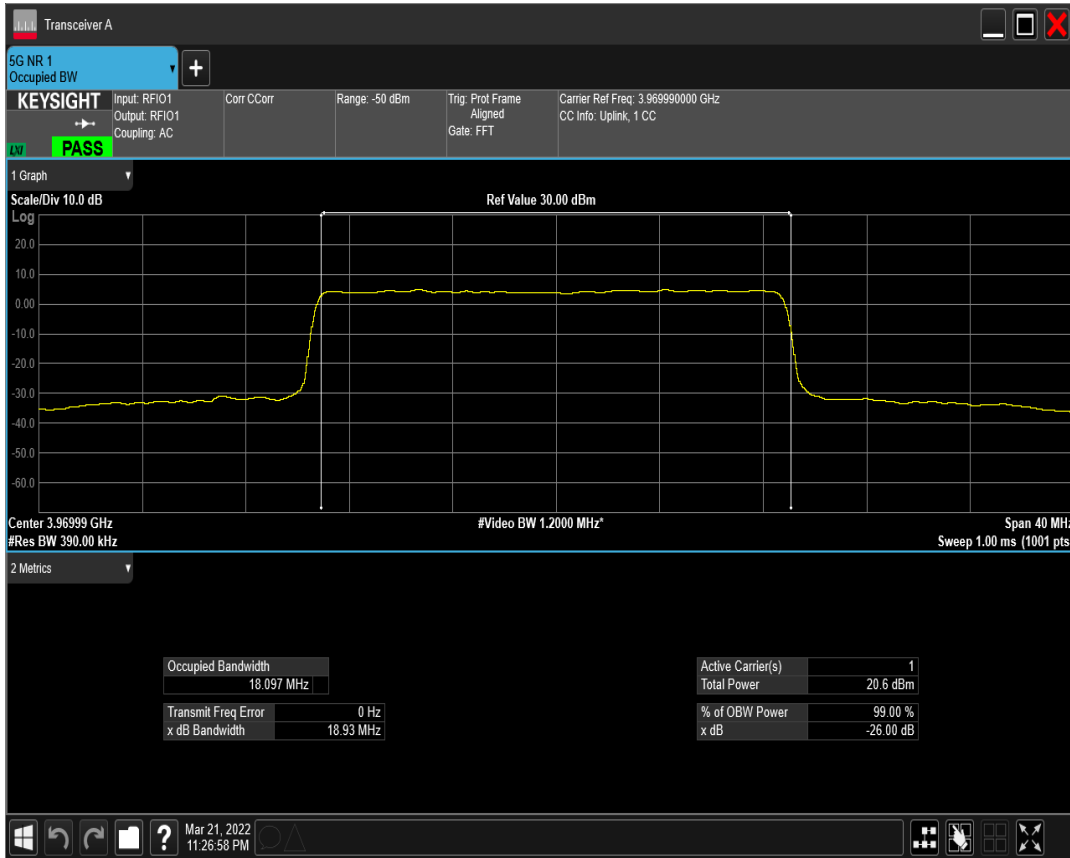 Transceiver A
5G NR 1
Occupied BW
KEYSIGHT
LXI
PASS
Input: RFIO1
Output: RFIO1
Coupling: AC
Corr CCorr
Range: -50 dBm
Trig: Prot Frame
Aligned
Gate: FFT
Carrier Ref Freq: 3.969990000 GHz
CC Info: Uplink, 1 CC
1 Graph
Scale/Div 10.0 dB
Ref Value 30.00 dBm
Log
20.0
10.0
0.00
-10.0
-20.0
-30.0
-40.0
-50.0
-60.0
Center 3.96999 GHz
#Video BW 1.2000 MHz*
Span 40 MHz
#Res BW 390.00 kHz
Sweep 1.00 ms (1001 pts
2 Metrics
Occupied Bandwidth
18.097 MHz
Transmit Freq Error 0 Hz
x dB Bandwidth 18.93 MHz
Active Carrier(s) 1
Total Power 20.6 dBm
% of OBW Power 99.00 %
x dB -26.00 dB
?
Mar 21, 2022
11:26:58 PM